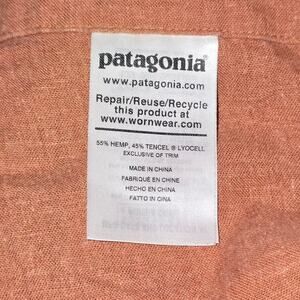 patagonia®
www.patagonia.com
Repair/Reuse/Recycle
this product at
www.wornwear.com
55% HEMP, 45% TENCEL ® LYOCELL
EXCLUSIVE OF TRIM
MADE IN CHINA
FABRIQUÉ EN CHINE
HECHO EN CHINA
FATTO IN CINA